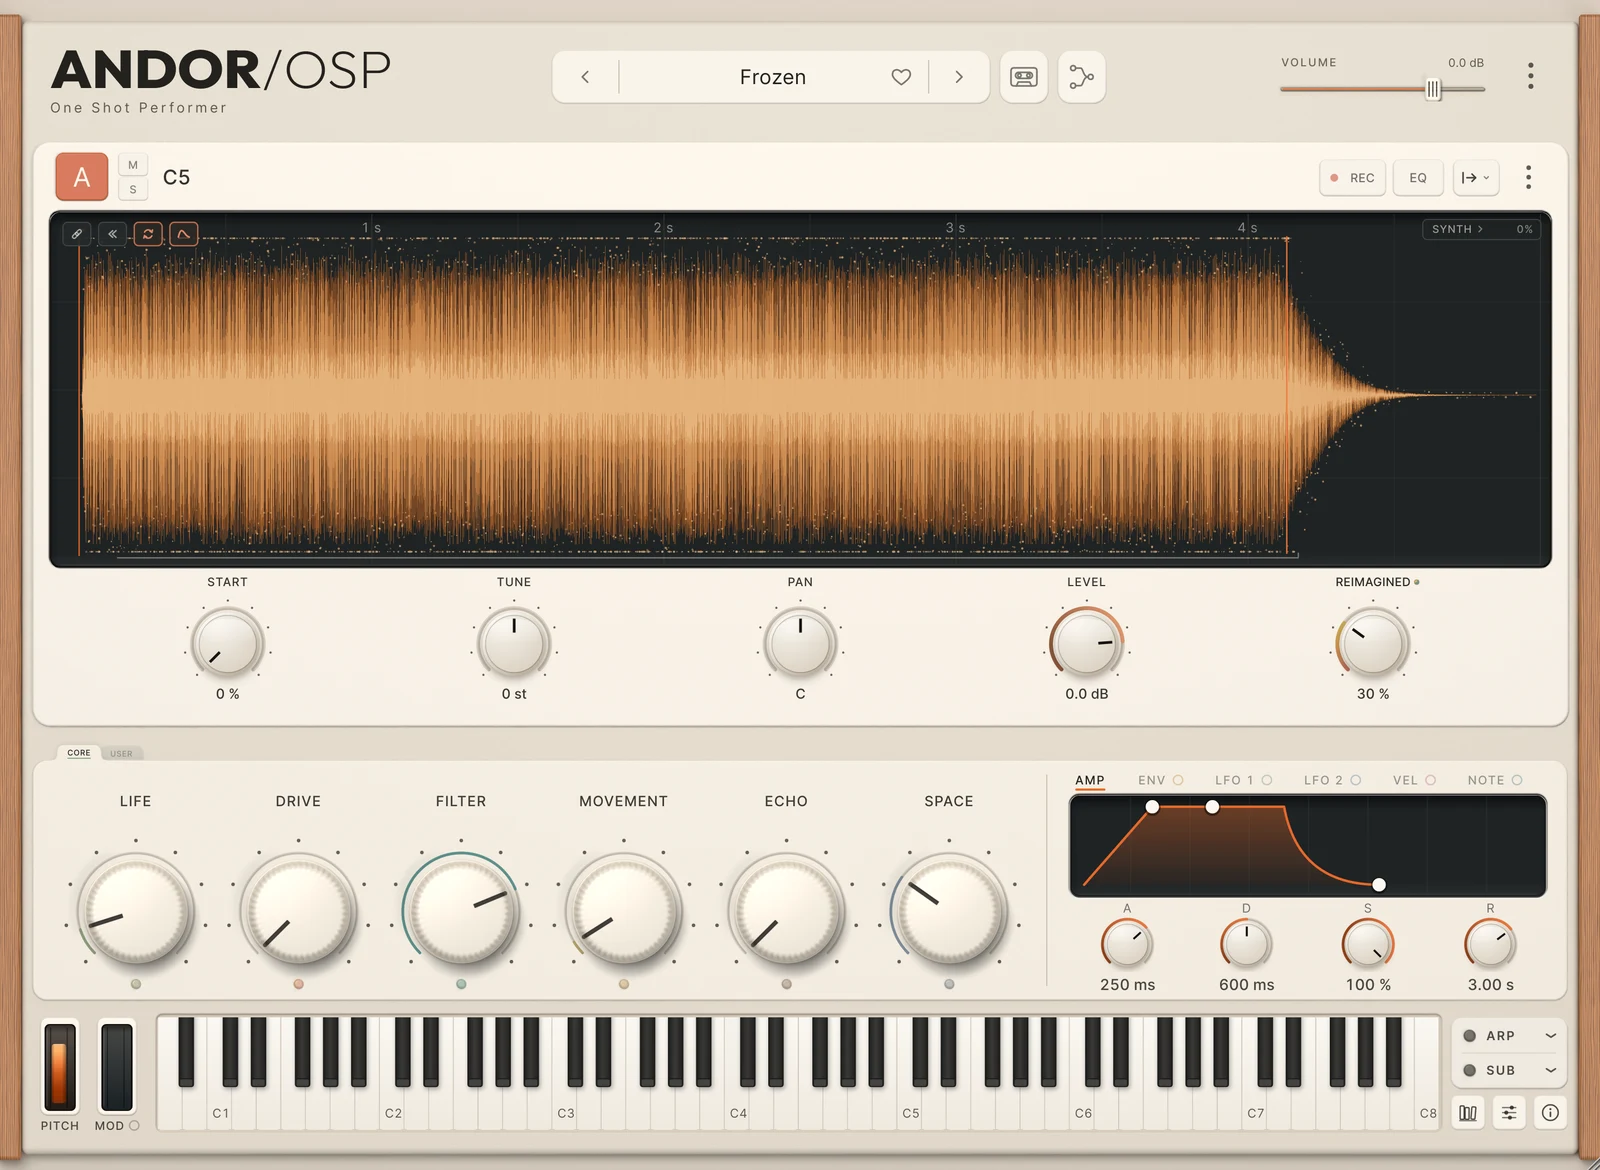 ANDOR/OSP
One Shot Performer
Frozen
VOLUME 0.0 dB
A
M
S
C5
REC
EQ
1 s 2 s 3 s 4 s
SYNTH 0%
START TUNE PAN LEVEL REIMAGINED
0 % 0 st C 0.0 dB 30 %
CORE USER
LIFE DRIVE FILTER MOVEMENT ECHO SPACE
AMP ENV LFO 1 LFO 2 VEL NOTE
A D S R
250 ms 600 ms 100 % 3.00 s
PITCH MOD
C1 C2 C3 C4 C5 C6 C7 C8
ARP
SUB